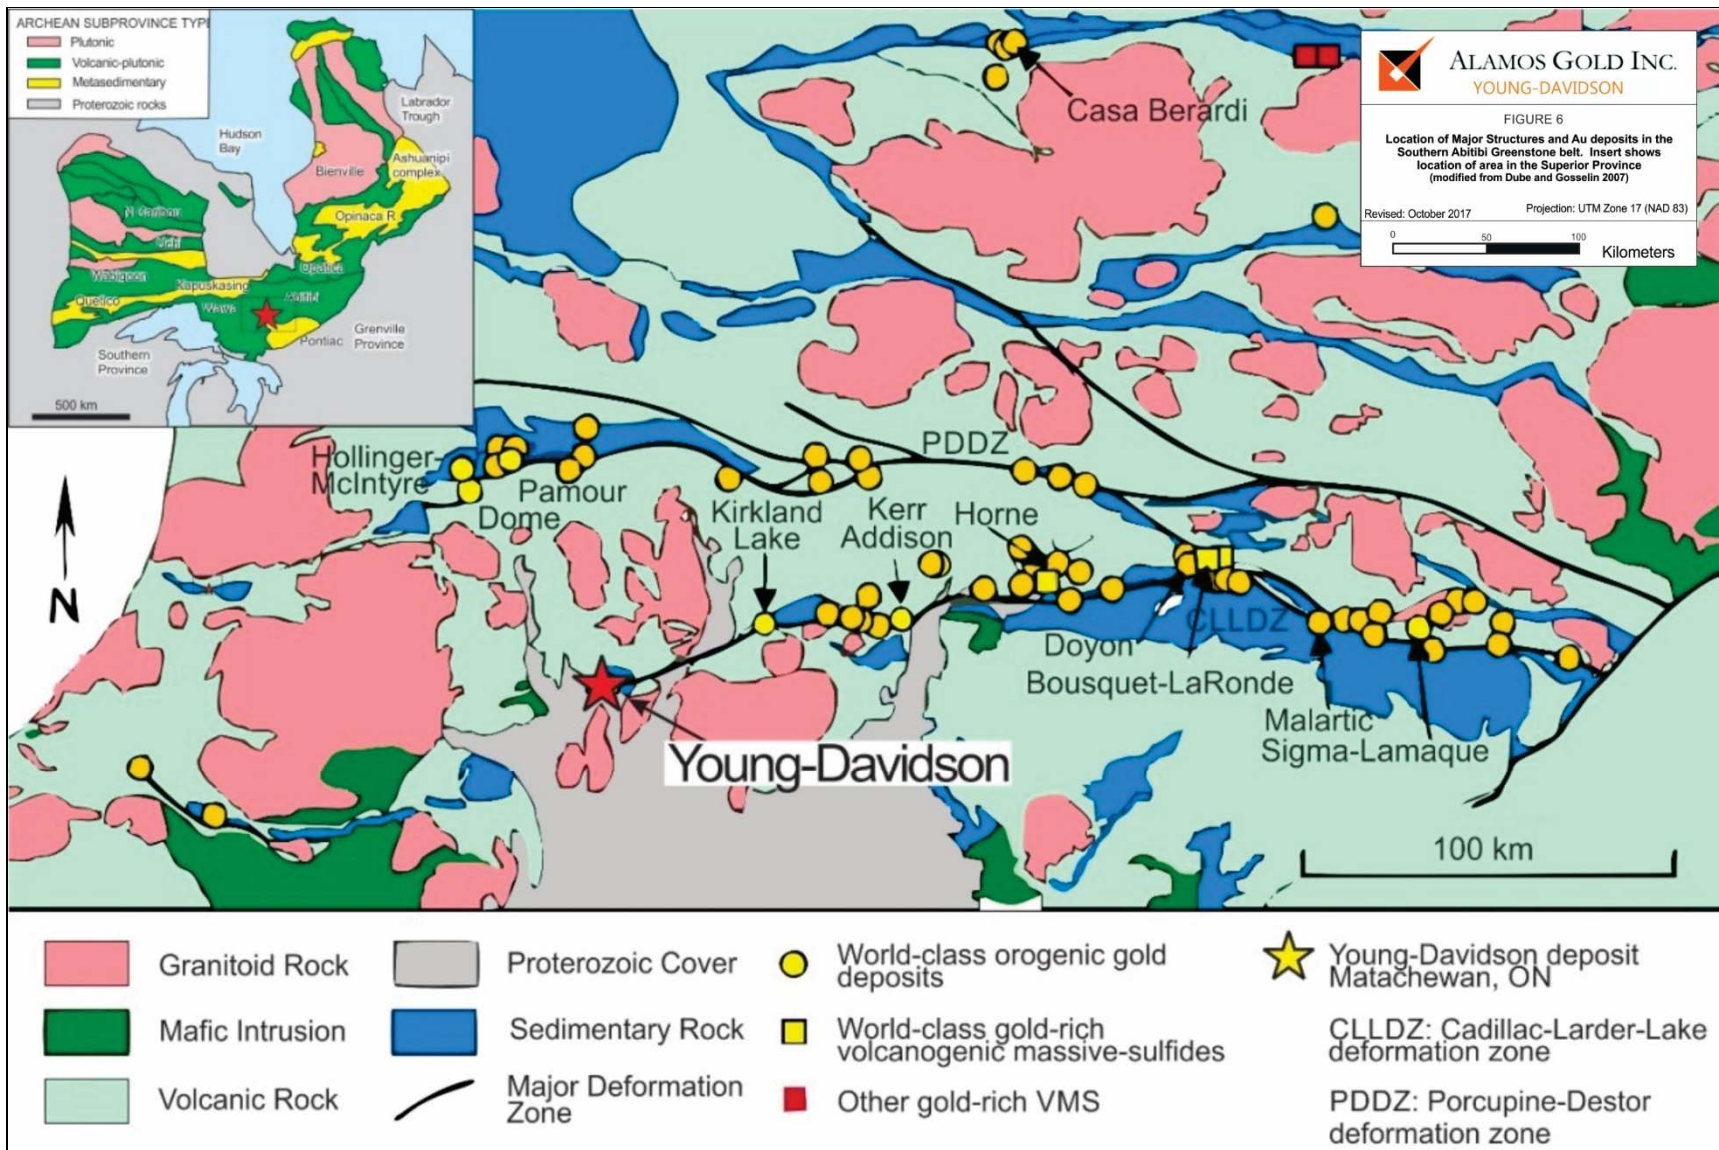 ARCHEAN SUBPROVINCE TYPE
Plutonic
Volcanic-plutonic
Metasedimentary
Proterozoic rocks
Labrador
Trough
Hudson
Bay
Ashuanipi
complex
Bienville
N Caribou
Opinaca R.
Uchi
Opatica
Wabigoon
Kapuskasing
Quetico
Wawa
Abitibi
Pontiac
Grenville
Province
Southern
Province
500 km
Casa Berardi
ALAMOS GOLD INC.
YOUNG-DAVIDSON
FIGURE 6
Location of Major Structures and Au deposits in the
Southern Abitibi Greenstone belt. Insert shows
location of area in the Superior Province
(modified from Dube and Gosselin 2007)
Revised: October 2017
Projection: UTM Zone 17 (NAD 83)
0 50 100
Kilometers
N
Hollinger-
McIntyre
Pamour
Dome
PDDZ
Kirkland
Lake
Kerr
Addison
Horne
CLLDZ
Doyon
Bousquet-LaRonde
Malartic
Sigma-Lamaque
Young-Davidson
100 km
Granitoid Rock
Mafic Intrusion
Volcanic Rock
Proterozoic Cover
Sedimentary Rock
Major Deformation
Zone
World-class orogenic gold
deposits
World-class gold-rich
volcanogenic massive-sulfides
Other gold-rich VMS
Young-Davidson deposit
Matachewan, ON
CLLDZ: Cadillac-Larder-Lake
deformation zone
PDDZ: Porcupine-Destor
deformation zone